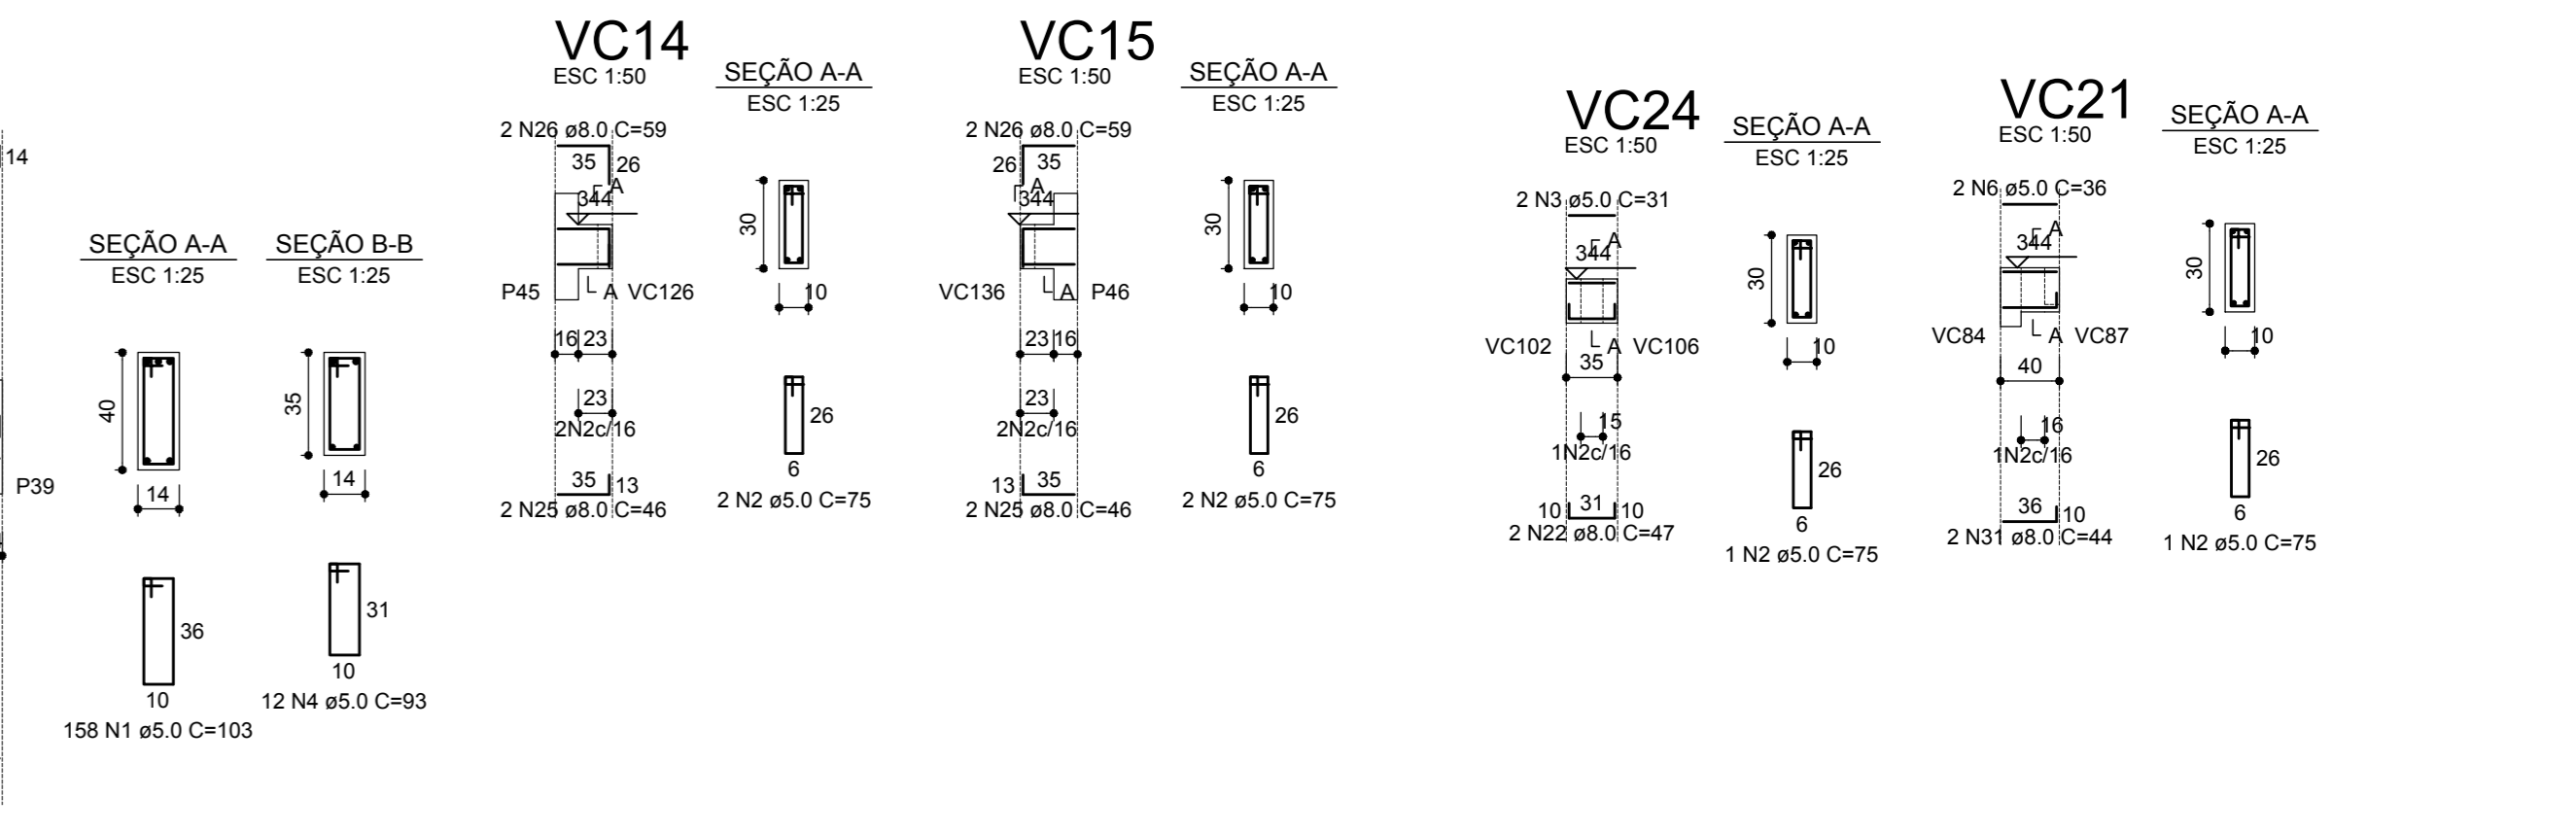 14
P39
SEÇÃO A-A
ESC 1:25
40
14
36
10
158 N1 ø5.0 C=103
SEÇÃO B-B
ESC 1:25
35
14
31
10
12 N4 ø5.0 C=93
VC14
ESC 1:50
2 N26 ø8.0 C=59
35
26
A
344
P45
A
VC126
16
23
23
2N2c/16
35
13
2 N25 ø8.0 C=46
SEÇÃO A-A
ESC 1:25
30
10
26
6
2 N2 ø5.0 C=75
VC15
ESC 1:50
2 N26 ø8.0 C=59
26
35
A
344
VC136
A
P46
23
16
23
2N2c/16
13
35
2 N25 ø8.0 C=46
SEÇÃO A-A
ESC 1:25
30
10
26
6
2 N2 ø5.0 C=75
VC24
ESC 1:50
2 N3 ø5.0 C=31
A
344
VC102
A
VC106
35
15
1N2c/16
10
31
10
2 N22 ø8.0 C=47
SEÇÃO A-A
ESC 1:25
30
10
26
6
1 N2 ø5.0 C=75
VC21
ESC 1:50
2 N6 ø5.0 C=36
A
344
VC84
A
VC87
40
16
1N2c/16
36
10
2 N31 ø8.0 C=44
SEÇÃO A-A
ESC 1:25
30
10
26
6
1 N2 ø5.0 C=75